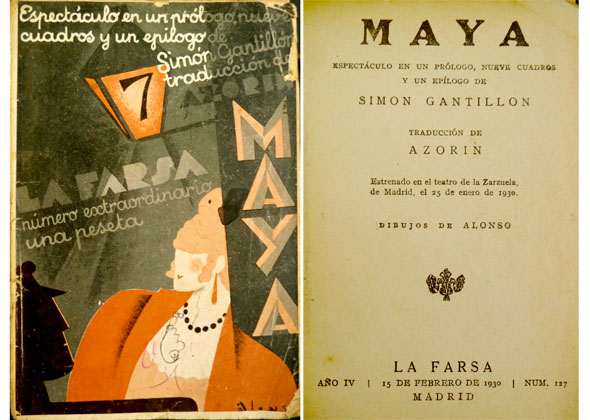 Espectáculo en un prólogo, nueve
cuadros y un epílogo de
Simón Gantillón
traducción de
AZORIN
7
MAYA
LA FARSA
número extraordinario
una peseta
MAYA
ESPECTÁCULO EN UN PRÓLOGO, NUEVE CUADROS
Y UN EPÍLOGO DE
SIMON GANTILLON
TRADUCCIÓN DE
AZORIN
Estrenado en el teatro de la Zarzuela,
de Madrid, el 25 de enero de 1930.
DIBUJOS DE ALONSO
LA FARSA
AÑO IV | 15 DE FEBRERO DE 1930 | NUM. 127
MADRID